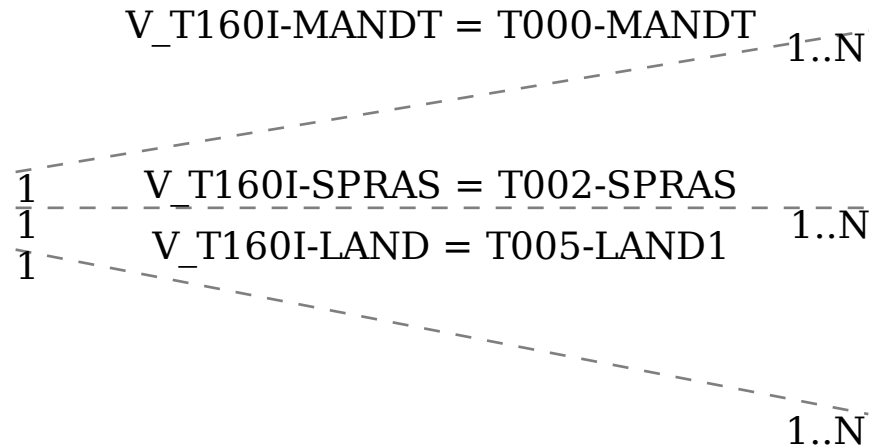 V_T160I-MANDT = T000-MANDT
1..N
1
V_T160I-SPRAS = T002-SPRAS
1
1..N
V_T160I-LAND = T005-LAND1
1
1..N